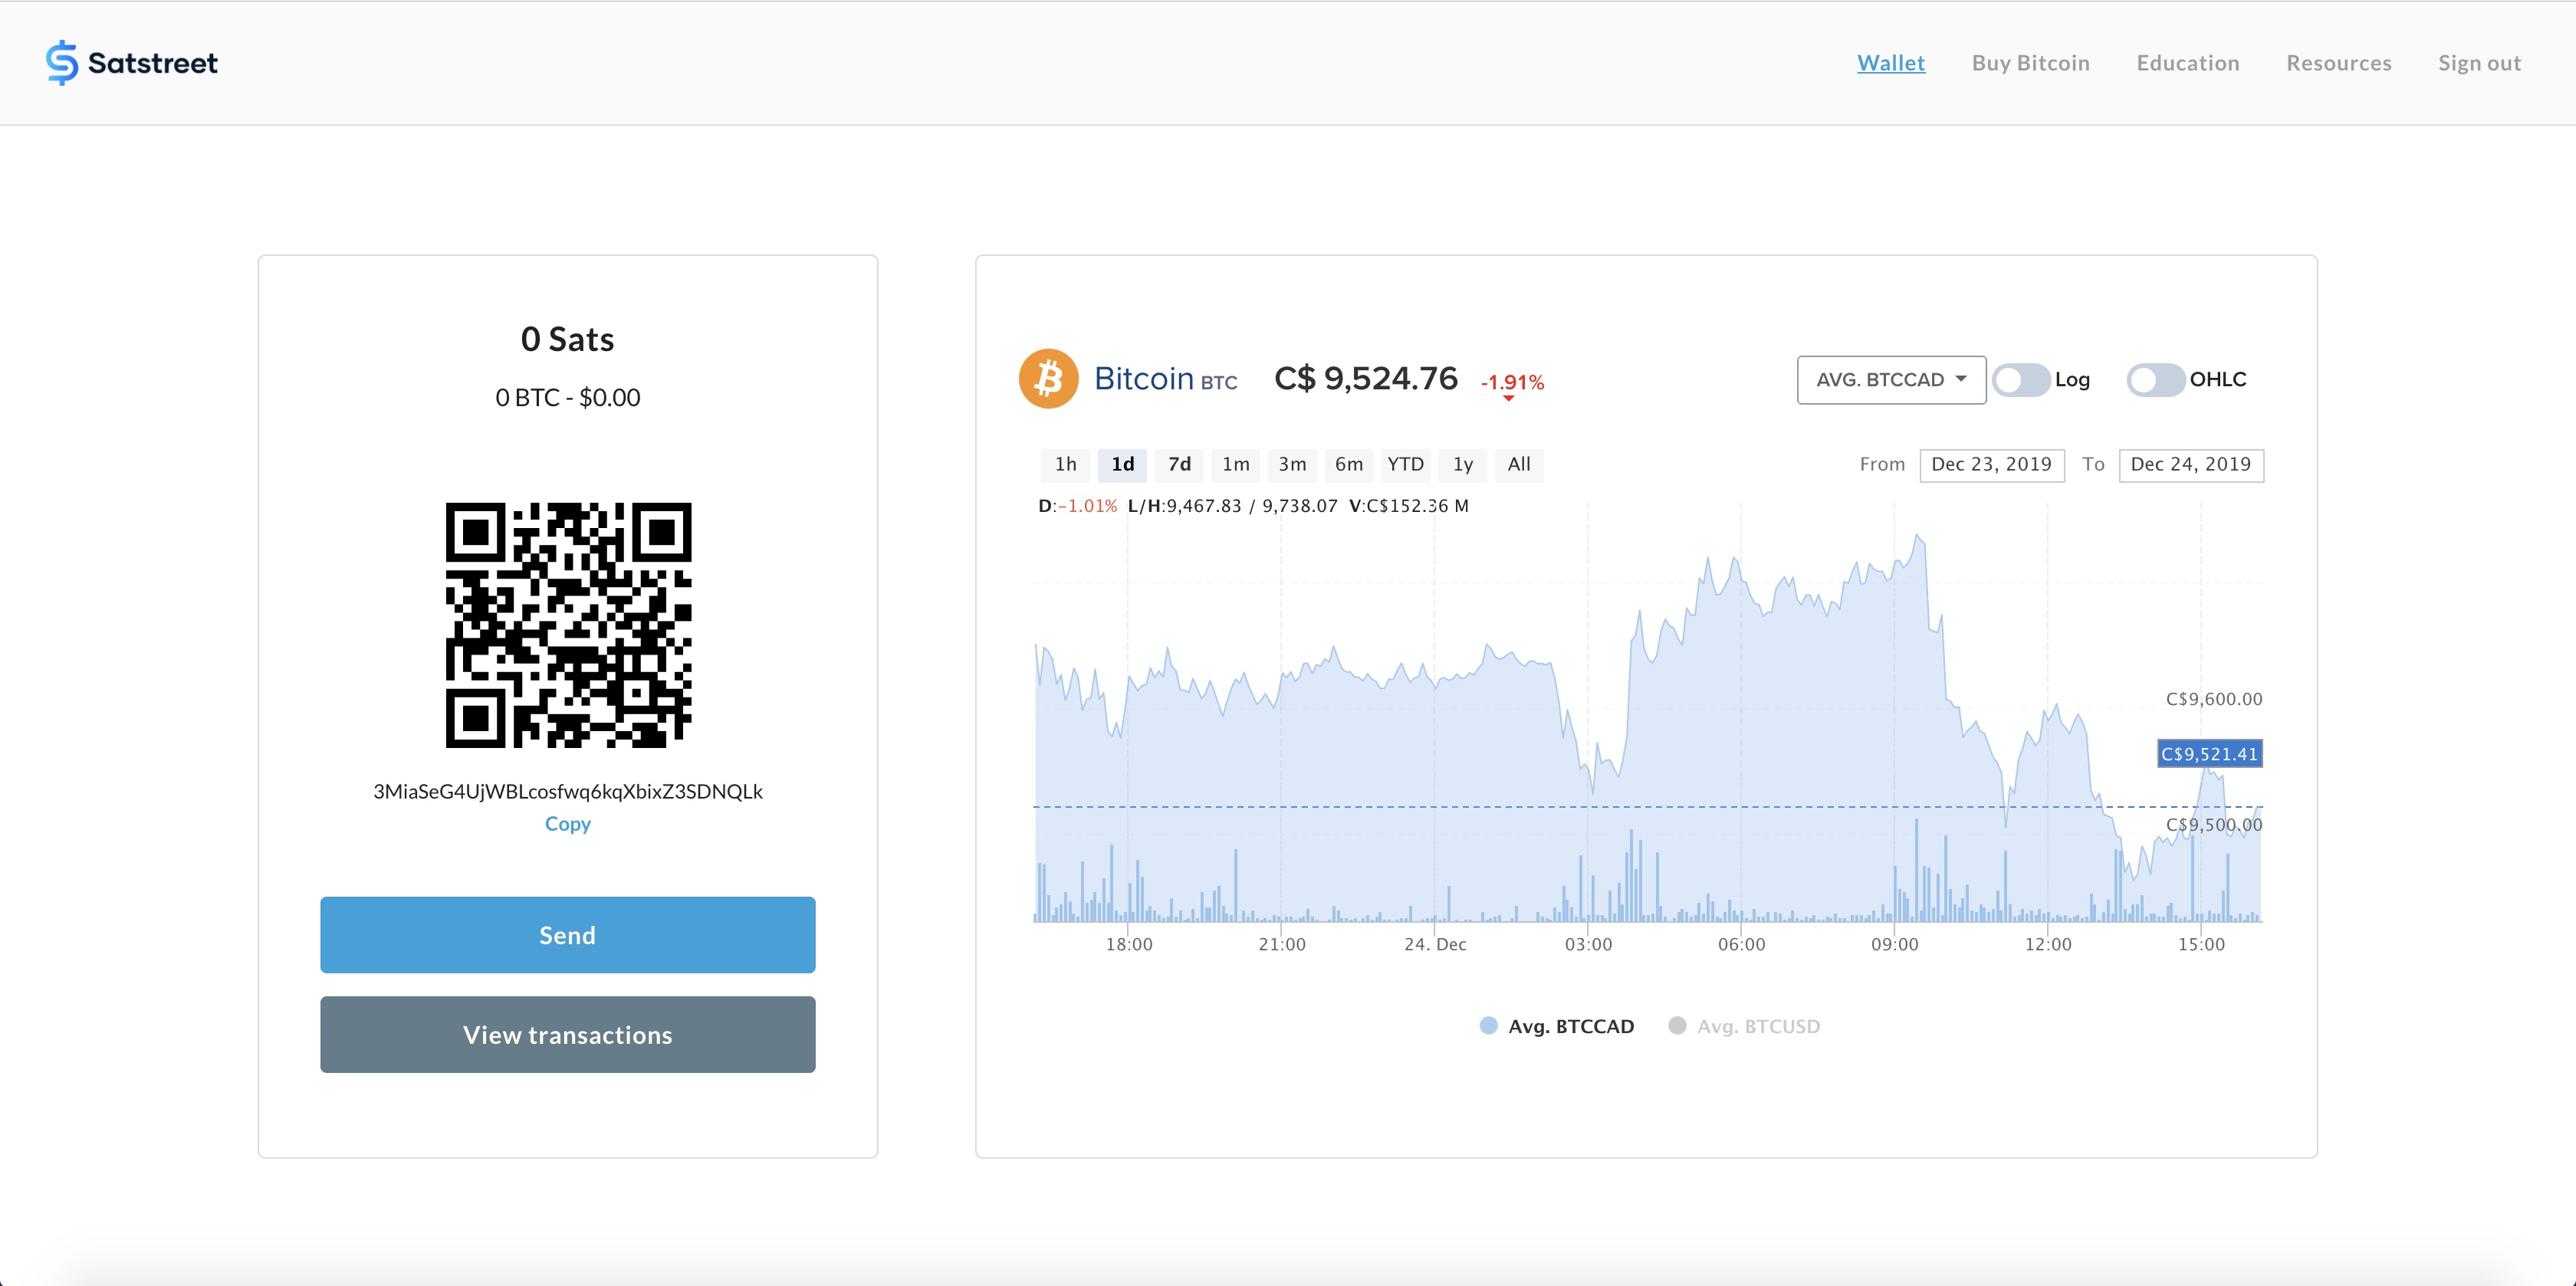 Satstreet
Wallet Buy Bitcoin Education Resources Sign out
0 Sats
0 BTC - $0.00
3MiaSeG4UjWBLcosfwq6kqXbixZ3SDNQLk
Copy
Send
View transactions
Bitcoin BTC C$ 9,524.76 -1.91%
AVG. BTCCAD Log OHLC
1h 1d 7d 1m 3m 6m YTD 1y All
From Dec 23, 2019 To Dec 24, 2019
D:-1.01% L/H:9,467.83 / 9,738.07 V:C$152.36 M
C$9,600.00
C$9,521.41
C$9,500.00
18:00 21:00 24. Dec 03:00 06:00 09:00 12:00 15:00
Avg. BTCCAD Avg. BTCUSD